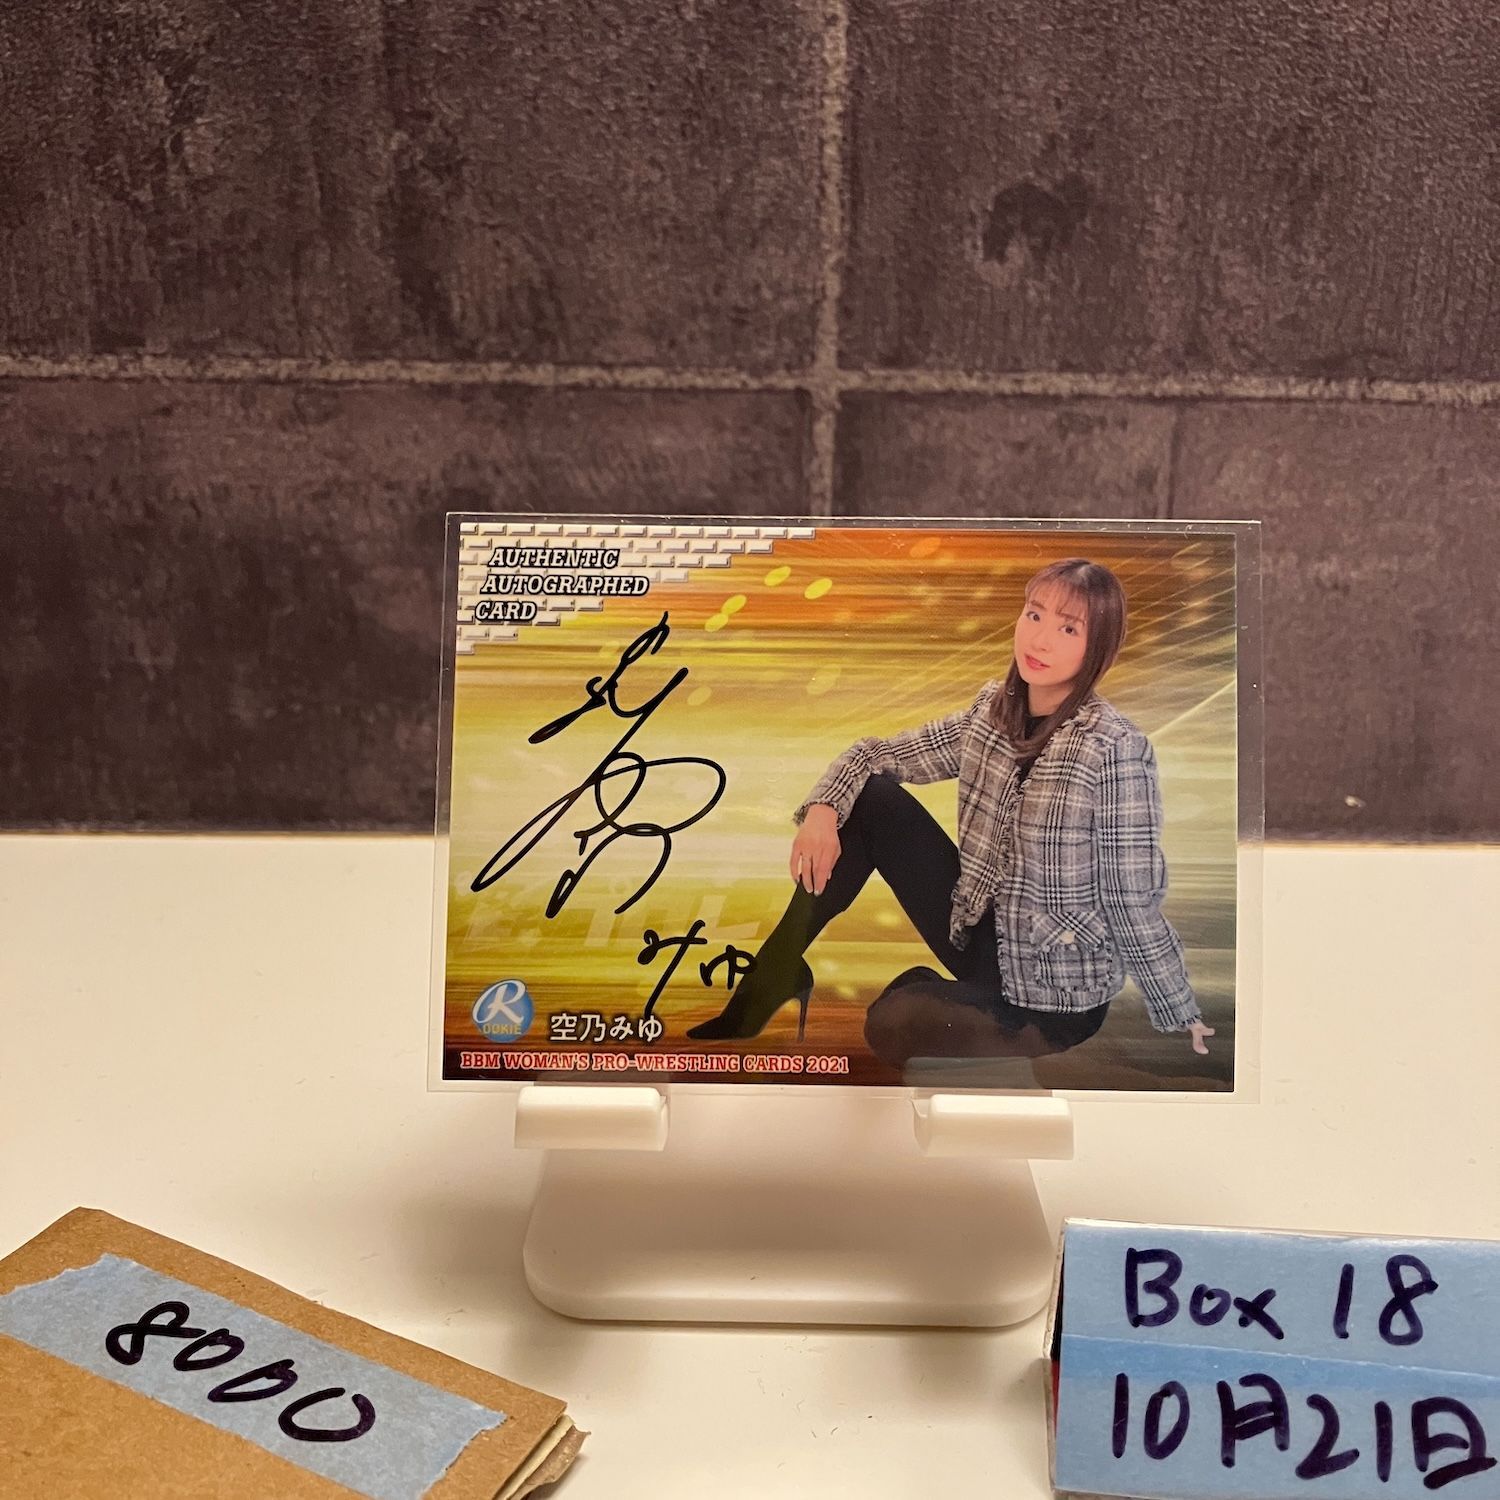 AUTHENTIC
AUTOGRAPHED
CARD
みゆ
ROOKIE
空乃みゆ
BBM WOMAN'S PRO-WRESTLING CARDS 2021
8000
Box 18
10月21日